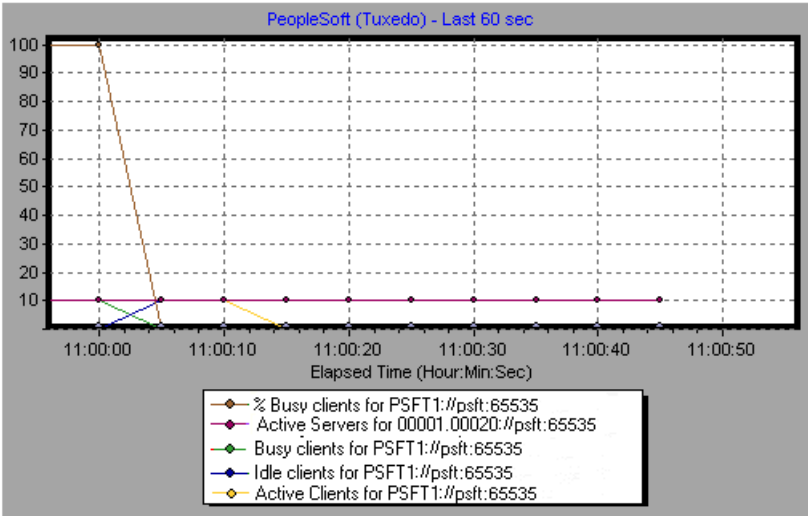 PeopleSoft (Tuxedo) - Last 60 sec
100
90
80
70
60
50
40
30
20
10
11:00:00 11:00:10 11:00:20 11:00:30 11:00:40 11:00:50
Elapsed Time (Hour:Min:Sec)
% Busy clients for PSFT1://psft:65535
Active Servers for 00001.00020://psft:65535
Busy clients for PSFT1://psft:65535
Idle clients for PSFT1://psft:65535
Active Clients for PSFT1://psft:65535